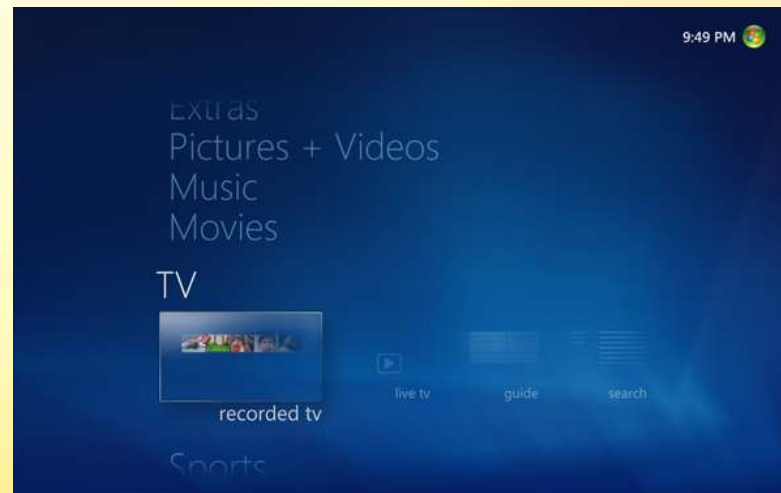 9:49 PM
Extras
Pictures + Videos
Music
Movies
TV
recorded tv
live tv
guide
search
Sports